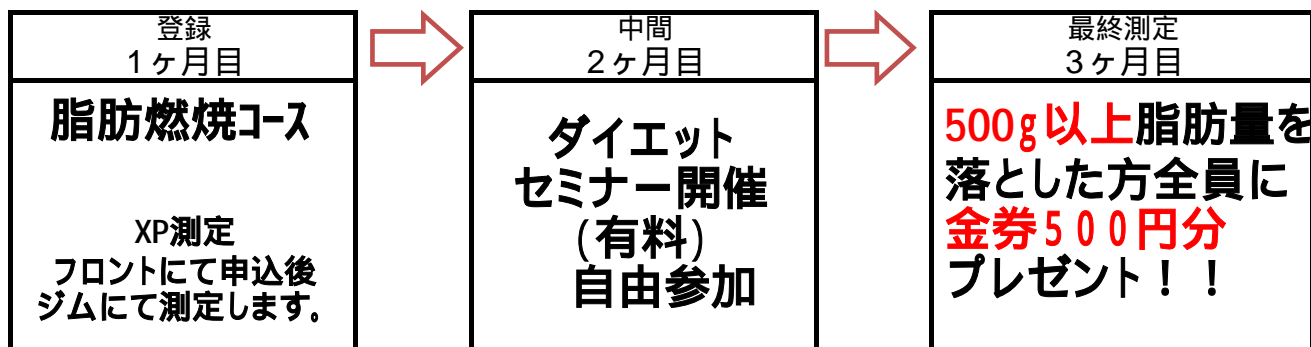 登録
1ヶ月目
脂肪燃焼コース
XP測定
フロントにて申込後
ジムにて測定します。
中間
2ヶ月目
ダイエット
セミナー開催
(有料)
自由参加
最終測定
3ヶ月目
500g以上脂肪量を
落とした方全員に
金券500円分
プレゼント!!